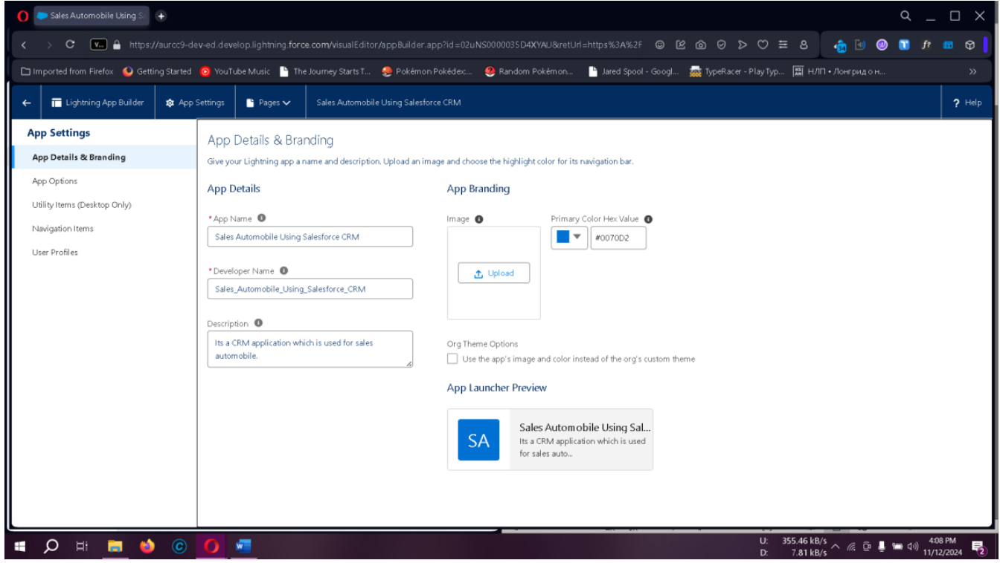 Sales Automobile Using S
V...
https://aurcc9-dev-ed.develop.lightning.force.com/visualEditor/appBuilder.app?id=02uNS0000035D4XYAU&retUrl=https%3A%2F
Imported from Firefox Getting Started YouTube Music The Journey Starts T... Pokémon Pokédex:... Random Pokémon... Jared Spool - Googl... TypeRacer - Play Typ... НЛП • Лонгрид о н... »
Lightning App Builder App Settings Pages Sales Automobile Using Salesforce CRM ? Help
App Settings
App Details & Branding
App Options
Utility Items (Desktop Only)
Navigation Items
User Profiles
App Details & Branding
Give your Lightning app a name and description. Upload an image and choose the highlight color for its navigation bar.
App Details
* App Name
Sales Automobile Using Salesforce CRM
* Developer Name
Sales_Automobile_Using_Salesforce_CRM
Description
Its a CRM application which is used for sales
automobile.
App Branding
Image
Upload
Primary Color Hex Value
#0070D2
Org Theme Options
Use the app's image and color instead of the org's custom theme
App Launcher Preview
SA
Sales Automobile Using Sal...
Its a CRM application which is used
for sales auto...
U: 355.46 kB/s
D: 7.81 kB/s
4:08 PM
11/12/2024
2